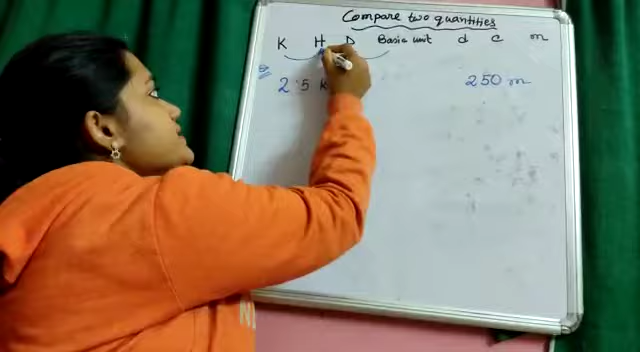 Compare two quantities
K H D Basic unit d c m
2.5 k 250 m